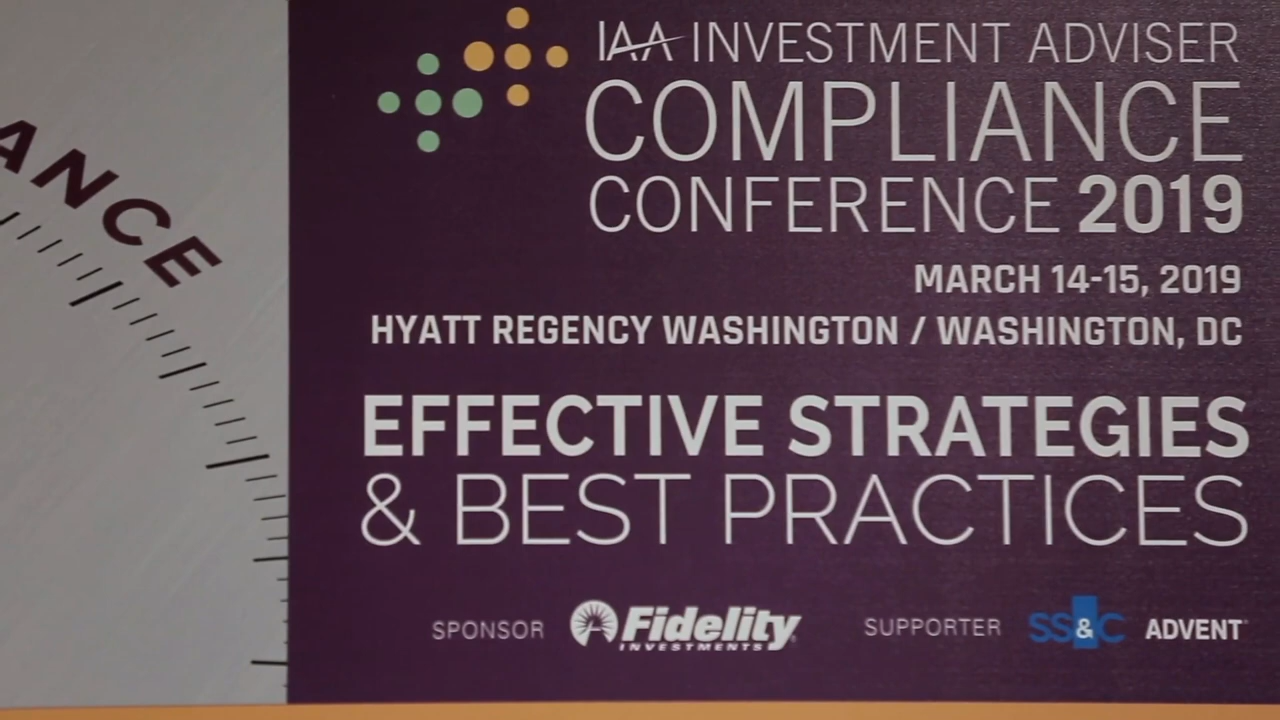 ANCE
IAA INVESTMENT ADVISER
COMPLIANCE
CONFERENCE 2019
MARCH 14-15, 2019
HYATT REGENCY WASHINGTON / WASHINGTON, DC
EFFECTIVE STRATEGIES
& BEST PRACTICES
SPONSOR Fidelity INVESTMENTS SUPPORTER SS&C ADVENT